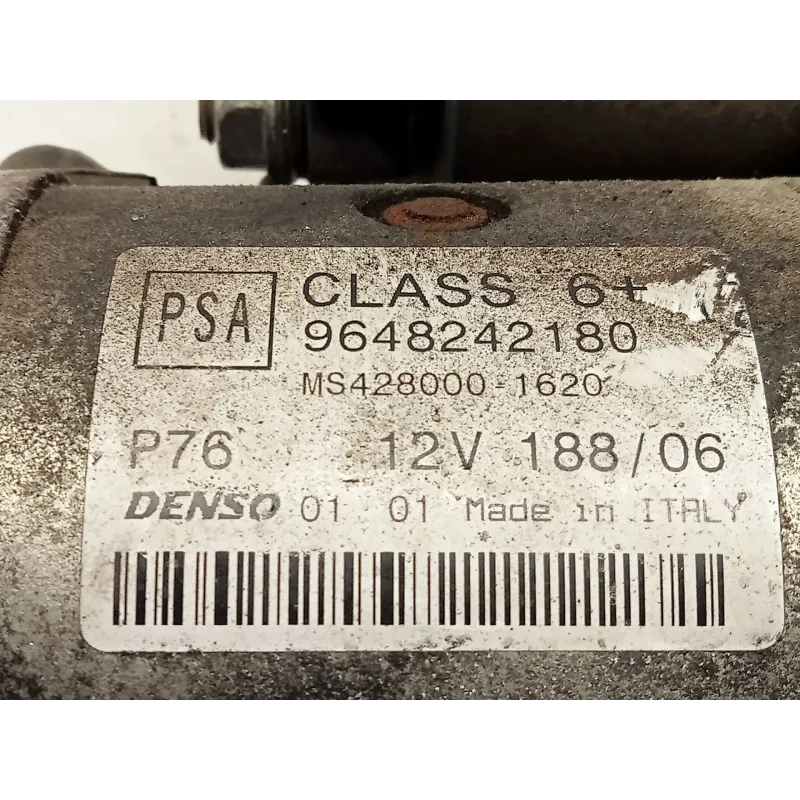 PSA
CLASS 6+
9648242180
MS428000-1620
P76 12V 188/06
DENSO 01 01 Made in ITALY